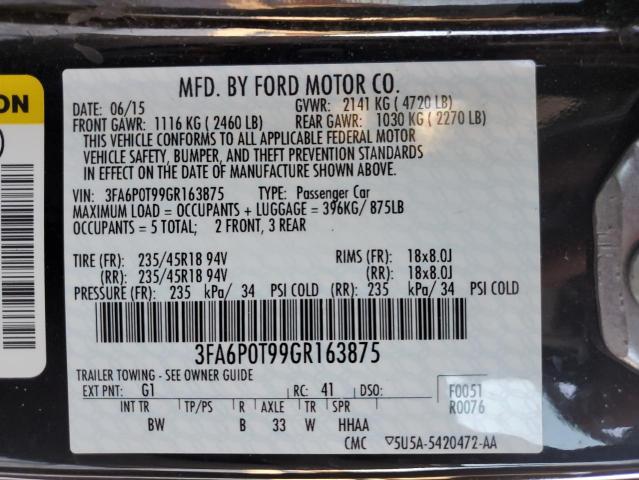 ON
MFD. BY FORD MOTOR CO.
DATE: 06/15 GVWR: 2141 KG ( 4720 LB)
FRONT GAWR: 1116 KG ( 2460 LB) REAR GAWR: 1030 KG ( 2270 LB)
THIS VEHICLE CONFORMS TO ALL APPLICABLE FEDERAL MOTOR
VEHICLE SAFETY, BUMPER, AND THEFT PREVENTION STANDARDS
IN EFFECT ON THE DATE OF MANUFACTURE SHOWN ABOVE.
VIN: 3FA6P0T99GR163875 TYPE: Passenger Car
MAXIMUM LOAD = OCCUPANTS + LUGGAGE = 396KG/ 875LB
OCCUPANTS = 5 TOTAL; 2 FRONT, 3 REAR
TIRE (FR): 235/45R18 94V RIMS (FR): 18x8.0J
(RR): 235/45R18 94V (RR): 18x8.0J
PRESSURE (FR): 235 kPa/ 34 PSI COLD (RR): 235 kPa/ 34 PSI COLD
3FA6P0T99GR163875
TRAILER TOWING - SEE OWNER GUIDE
EXT PNT: G1 RC: 41 DSO: F0051
R0076
INT TR TP/PS R AXLE TR SPR
BW B 33 W HHAA
CMC ▽5U5A-5420472-AA